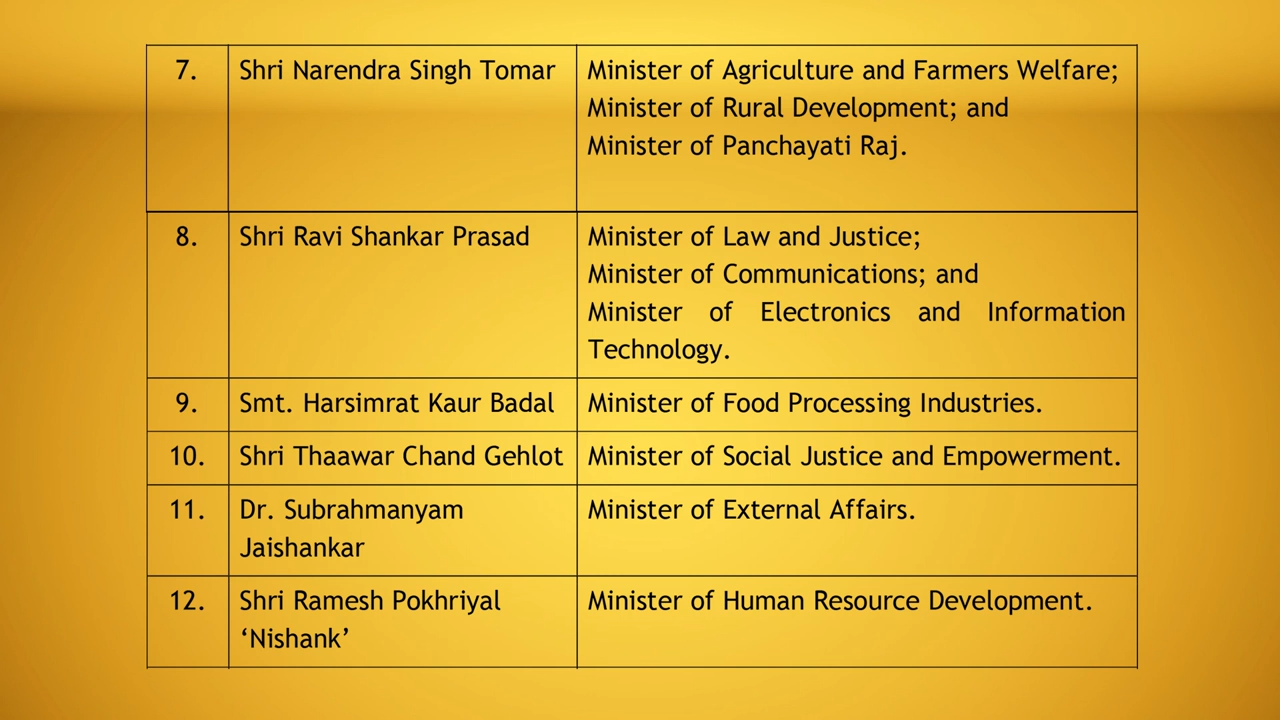 7. Shri Narendra Singh Tomar Minister of Agriculture and Farmers Welfare;
Minister of Rural Development; and
Minister of Panchayati Raj.
8. Shri Ravi Shankar Prasad Minister of Law and Justice;
Minister of Communications; and
Minister of Electronics and Information
Technology.
9. Smt. Harsimrat Kaur Badal Minister of Food Processing Industries.
10. Shri Thaawar Chand Gehlot Minister of Social Justice and Empowerment.
11. Dr. Subrahmanyam Minister of External Affairs.
Jaishankar
12. Shri Ramesh Pokhriyal Minister of Human Resource Development.
‘Nishank’